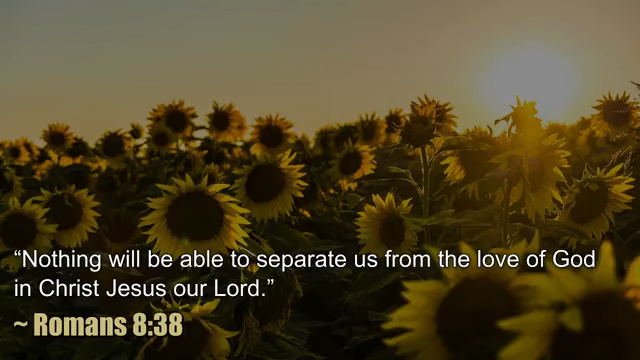 “Nothing will be able to separate us from the love of God
in Christ Jesus our Lord.”
~ Romans 8:38